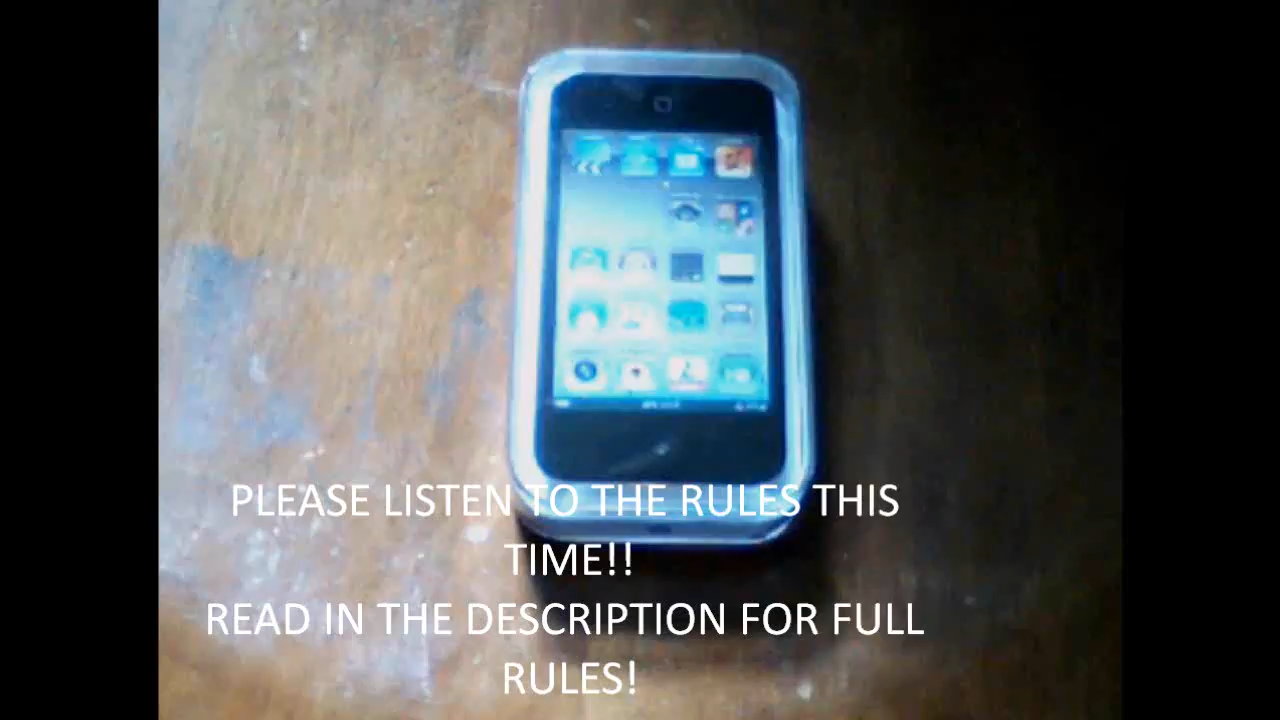 PLEASE LISTEN TO THE RULES THIS
TIME!!
READ IN THE DESCRIPTION FOR FULL
RULES!